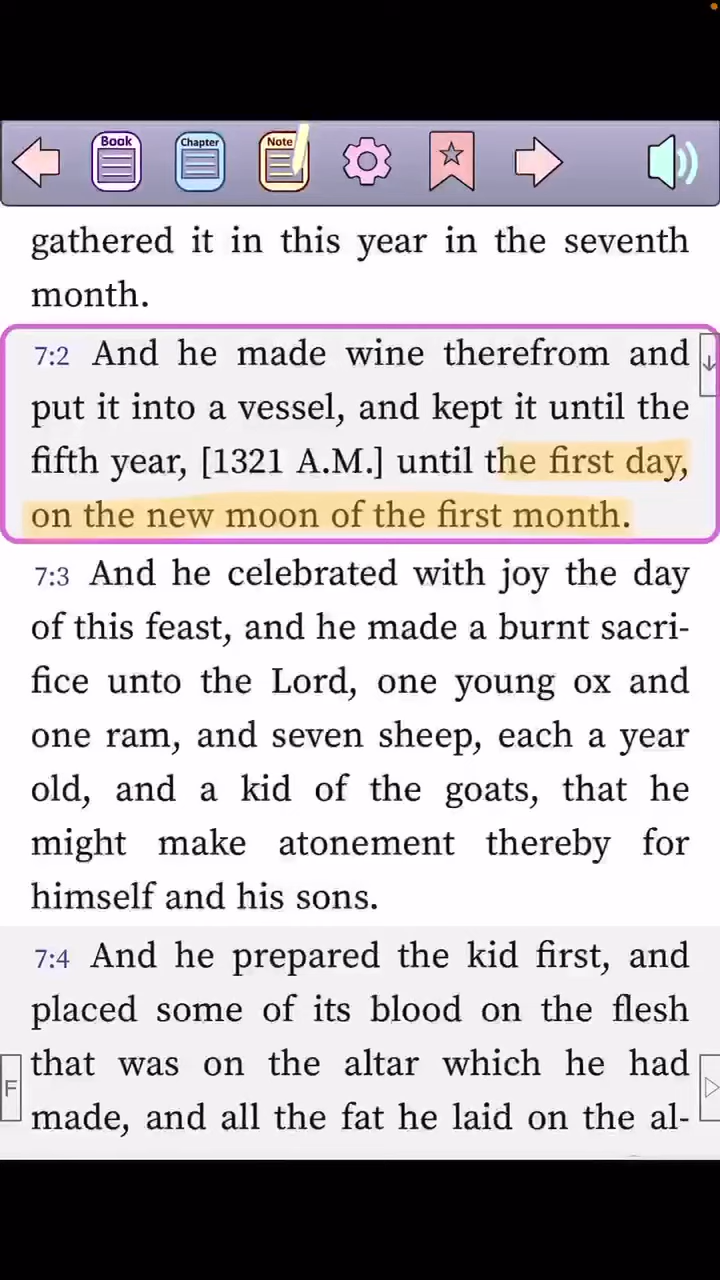 Book
Chapter
Note
gathered it in this year in the seventh
month.
7:2 And he made wine therefrom and
put it into a vessel, and kept it until the
fifth year, [1321 A.M.] until the first day,
on the new moon of the first month.
7:3 And he celebrated with joy the day
of this feast, and he made a burnt sacri-
fice unto the Lord, one young ox and
one ram, and seven sheep, each a year
old, and a kid of the goats, that he
might make atonement thereby for
himself and his sons.
7:4 And he prepared the kid first, and
placed some of its blood on the flesh
that was on the altar which he had
F
made, and all the fat he laid on the al-